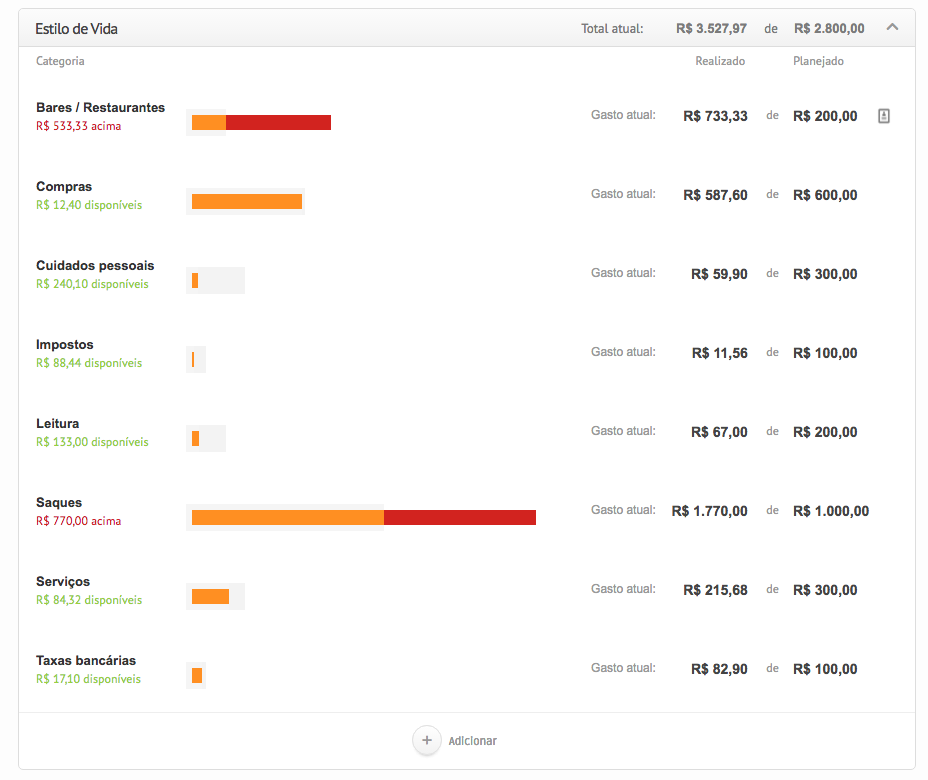 Estilo de Vida Total atual: R$ 3.527,97 de R$ 2.800,00
Categoria Realizado Planejado
Bares / Restaurantes Gasto atual: R$ 733,33 de R$ 200,00
R$ 533,33 acima
Compras Gasto atual: R$ 587,60 de R$ 600,00
R$ 12,40 disponíveis
Cuidados pessoais Gasto atual: R$ 59,90 de R$ 300,00
R$ 240,10 disponíveis
Impostos Gasto atual: R$ 11,56 de R$ 100,00
R$ 88,44 disponíveis
Leitura Gasto atual: R$ 67,00 de R$ 200,00
R$ 133,00 disponíveis
Saques Gasto atual: R$ 1.770,00 de R$ 1.000,00
R$ 770,00 acima
Serviços Gasto atual: R$ 215,68 de R$ 300,00
R$ 84,32 disponíveis
Taxas bancárias Gasto atual: R$ 82,90 de R$ 100,00
R$ 17,10 disponíveis
Adicionar